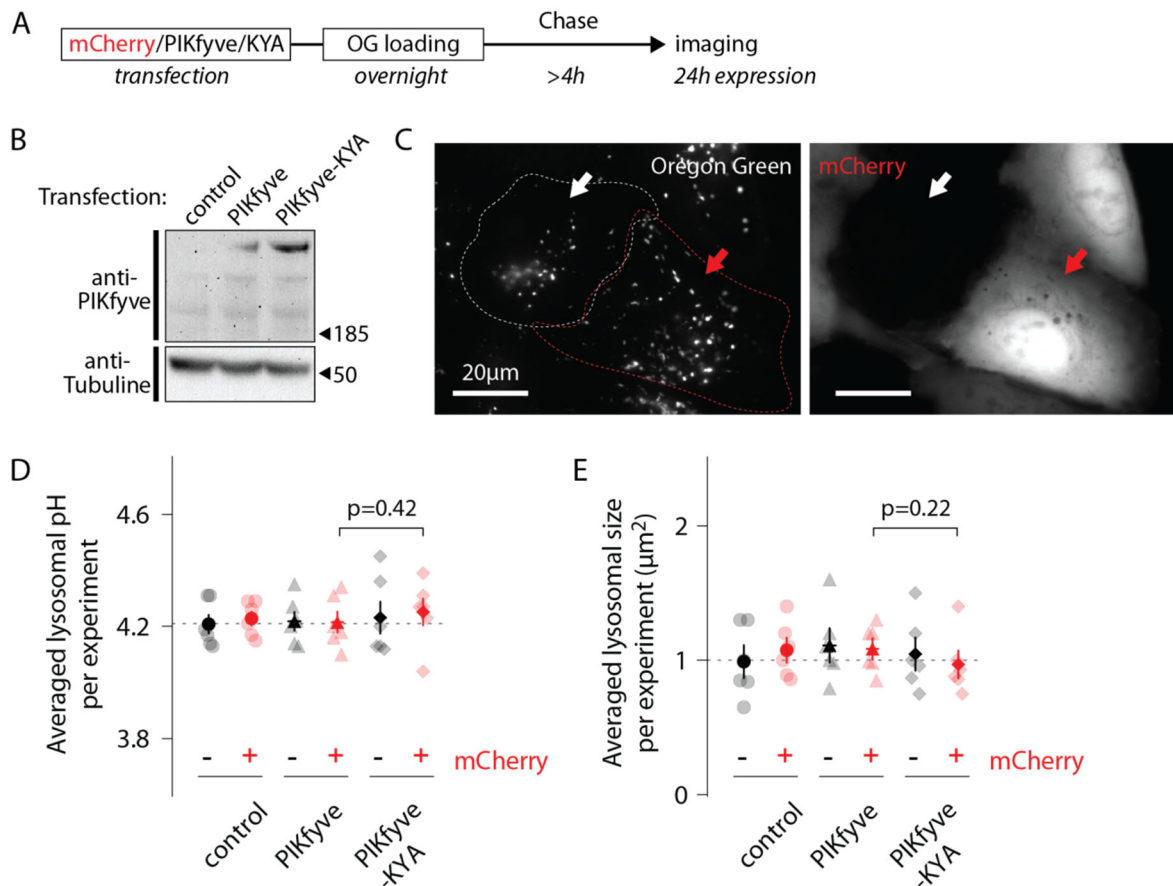 A
mCherry/PIKfyve/KYA
transfection
OG loading
overnight
Chase
>4h
imaging
24h expression
B
Transfection:
control
PIKfyve
PIKfyve-KYA
anti-
PIKfyve
◄185
anti-
Tubuline
◄50
C
Oregon Green
20μm
mCherry
D
Averaged lysosomal pH
per experiment
4.6
4.2
3.8
p=0.42
- + - + - + mCherry
control
PIKfyve
PIKfyve
-KYA
E
Averaged lysosomal size
per experiment (μm²)
2
1
0
p=0.22
- + - + - + mCherry
control
PIKfyve
PIKfyve
-KYA